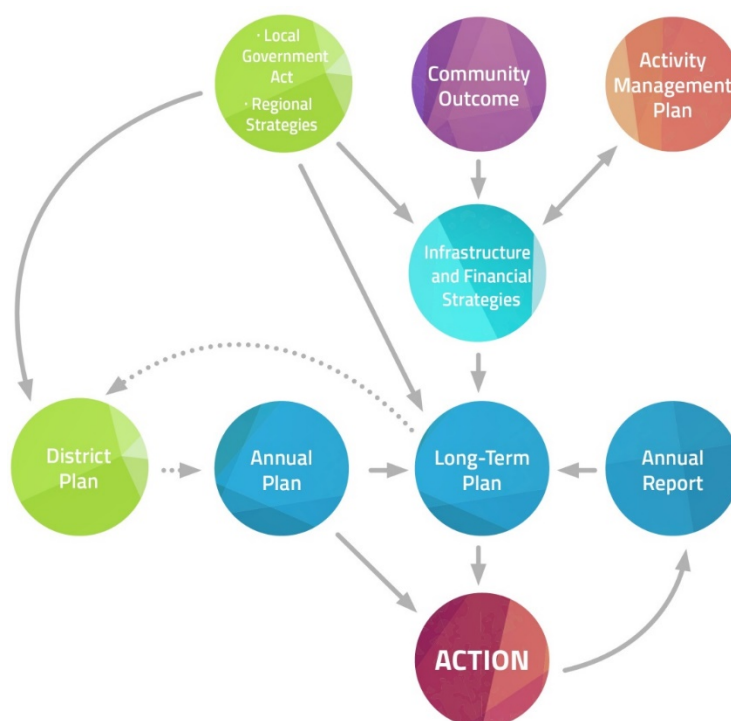 · Local
Government
Act
· Regional
Strategies
Community
Outcome
Activity
Management
Plan
Infrastructure
and Financial
Strategies
District
Plan
Annual
Plan
Long-Term
Plan
Annual
Report
ACTION